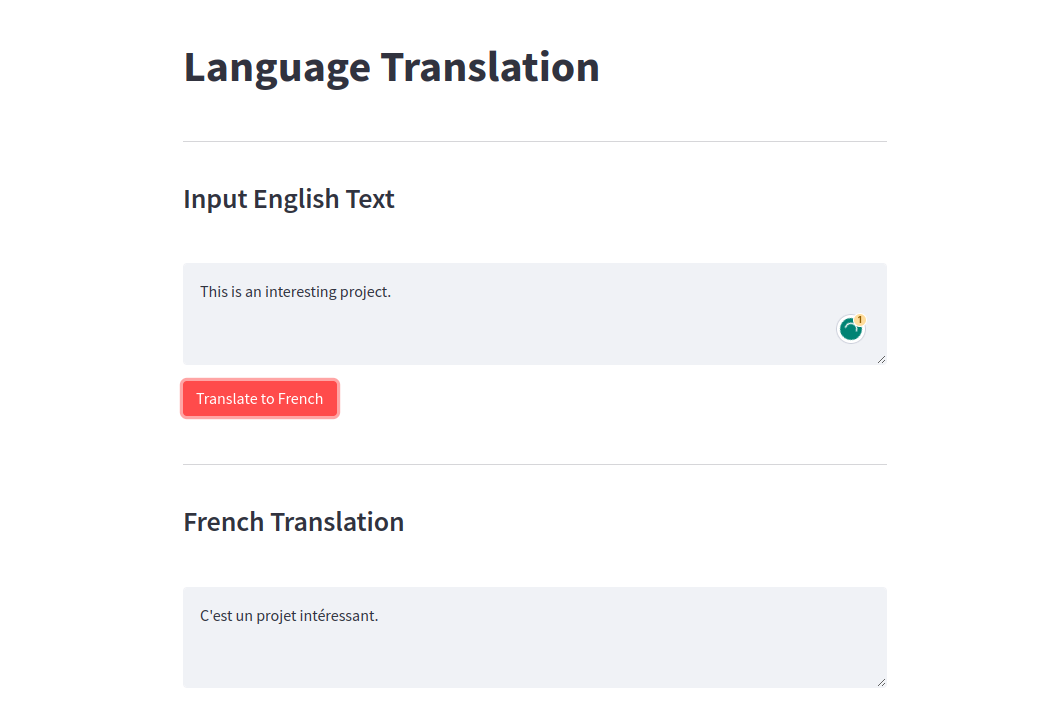 Language Translation
Input English Text
This is an interesting project.
1
Translate to French
French Translation
C'est un projet intéressant.